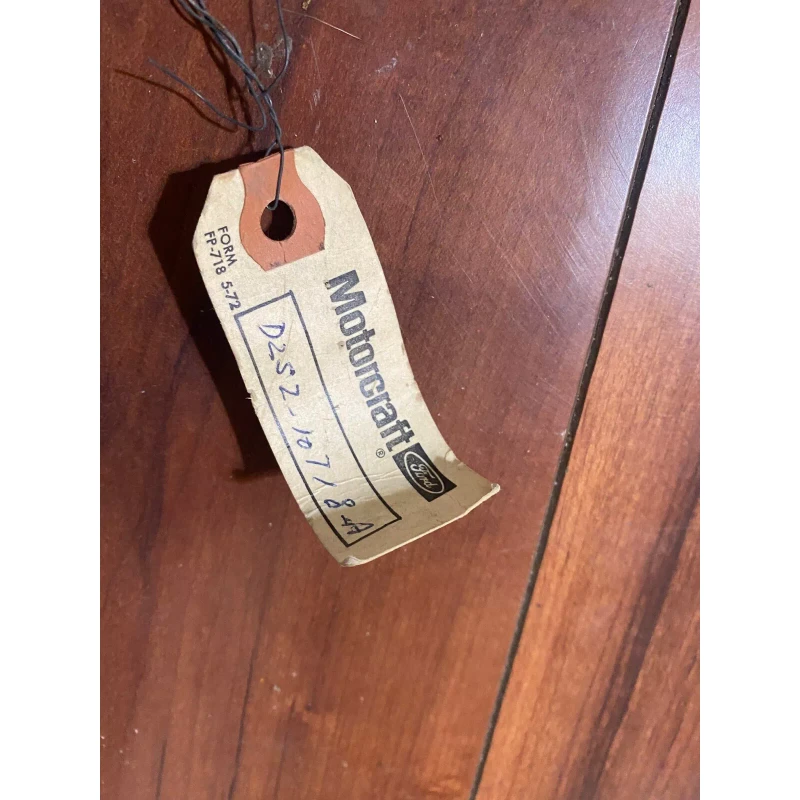 FORM
FP-718 5-72
Motorcraft®
Ford
D2SZ-10718-A